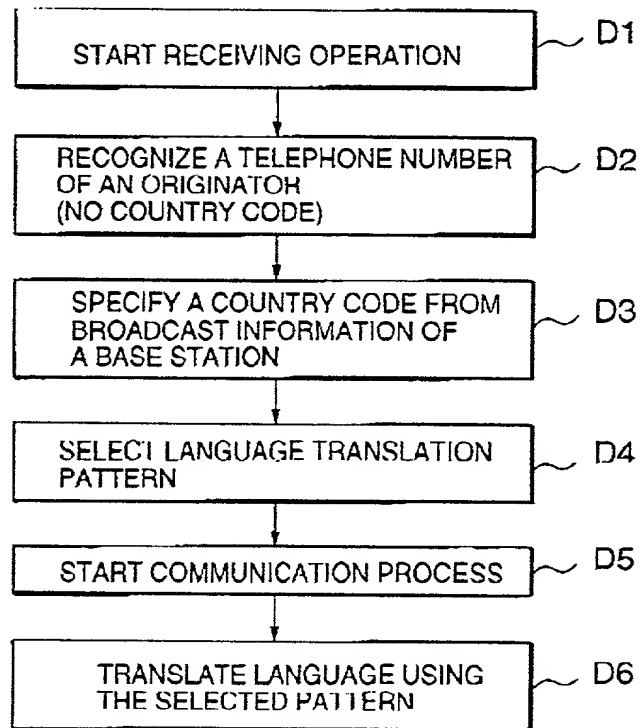 START RECEIVING OPERATION
D1
RECOGNIZE A TELEPHONE NUMBER
OF AN ORIGINATOR
(NO COUNTRY CODE)
D2
SPECIFY A COUNTRY CODE FROM
BROADCAST INFORMATION OF
A BASE STATION
D3
SELECT LANGUAGE TRANSLATION
PATTERN
D4
START COMMUNICATION PROCESS
D5
TRANSLATE LANGUAGE USING
THE SELECTED PATTERN
D6